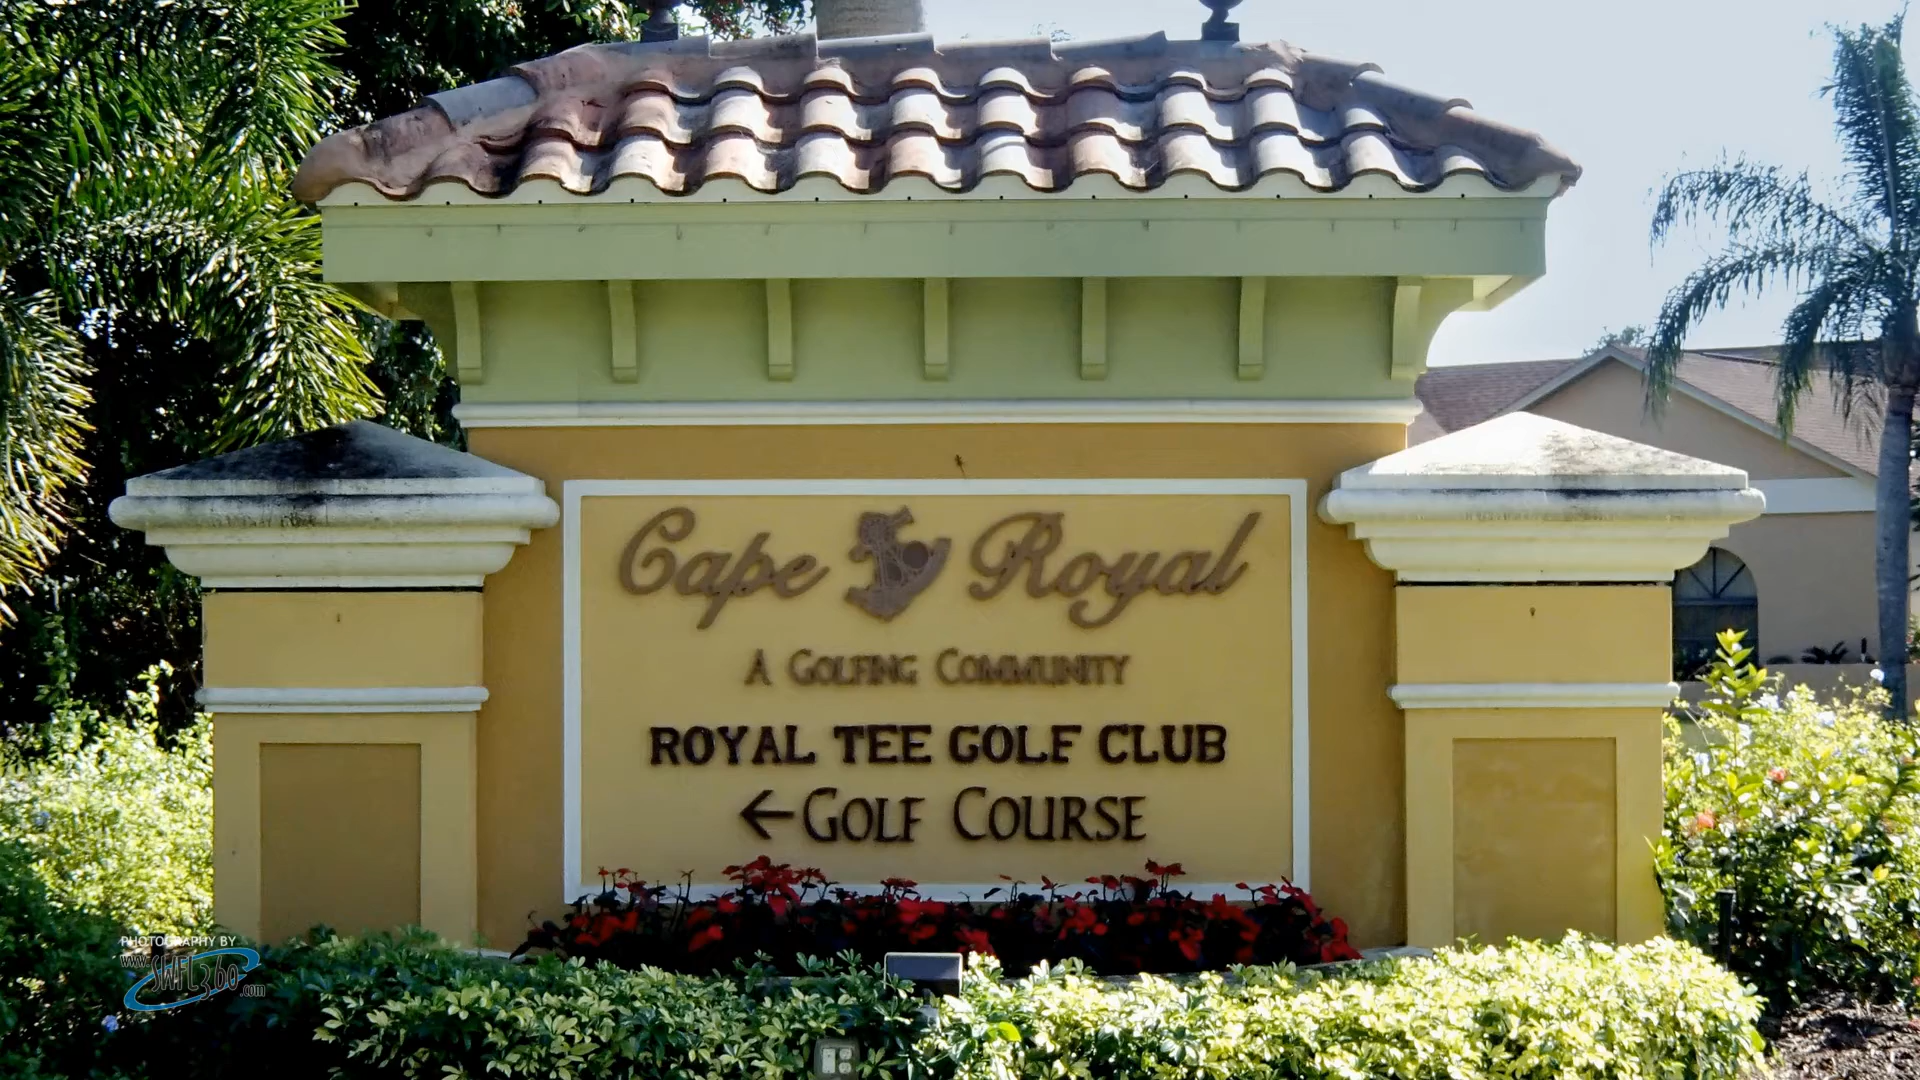 Cape Royal
A GOLFING COMMUNITY
ROYAL TEE GOLF CLUB
←GOLF COURSE
PHOTOGRAPHY BY
www.SWFL360.com